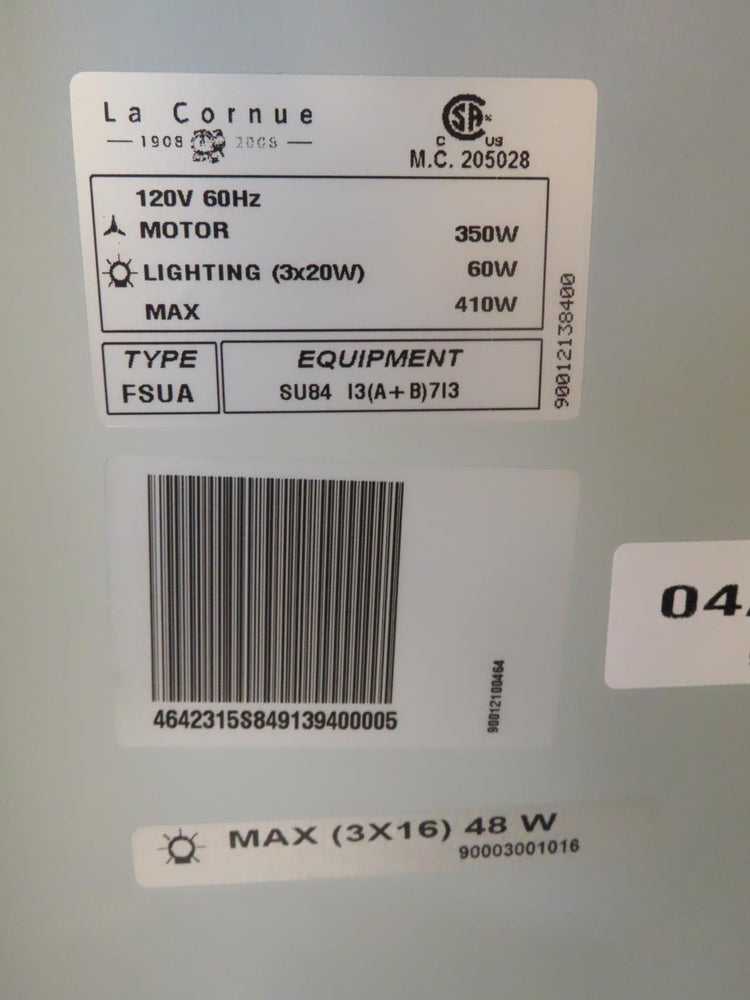 La Cornue
1908 2008
C US
M.C. 205028
120V 60Hz
MOTOR 350W
LIGHTING (3x20W) 60W
MAX 410W
TYPE EQUIPMENT
FSUA SU84 I3(A+B)7I3
90012138400
4642315S849139400005
90012100464
04
MAX (3X16) 48 W
90003001016